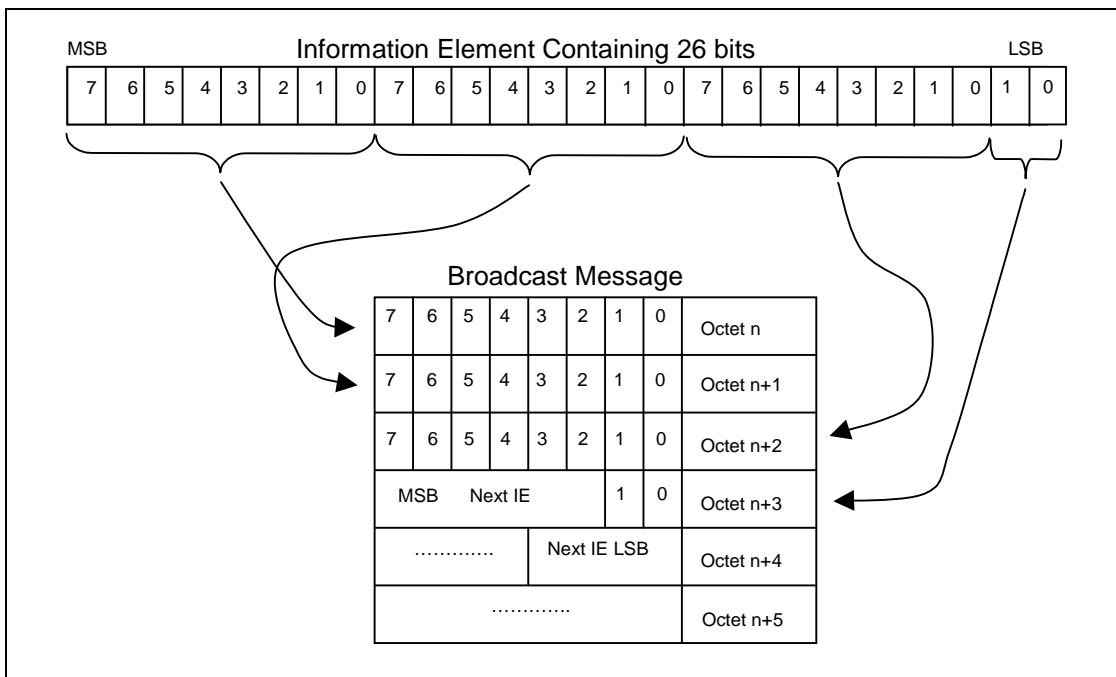 Information Element Containing 26 bits
MSB LSB
7 6 5 4 3 2 1 0 7 6 5 4 3 2 1 0 7 6 5 4 3 2 1 0 1 0
Broadcast Message
7 6 5 4 3 2 1 0 Octet n
7 6 5 4 3 2 1 0 Octet n+1
7 6 5 4 3 2 1 0 Octet n+2
MSB Next IE 1 0 Octet n+3
…………. Next IE LSB Octet n+4
…………. Octet n+5